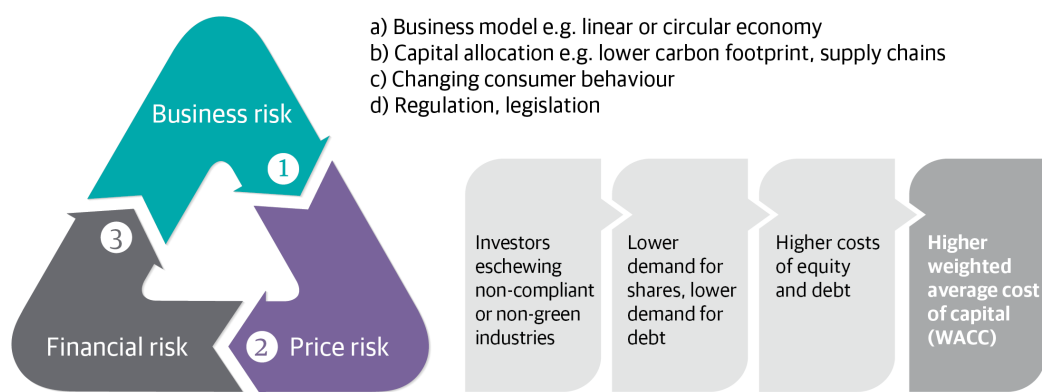 a) Business model e.g. linear or circular economy
b) Capital allocation e.g. lower carbon footprint, supply chains
c) Changing consumer behaviour
d) Regulation, legislation
Business risk
1
3
Financial risk
2
Price risk
Investors
eschewing
non-compliant
or non-green
industries
Lower
demand for
shares, lower
demand for
debt
Higher costs
of equity
and debt
Higher
weighted
average cost
of capital
(WACC)